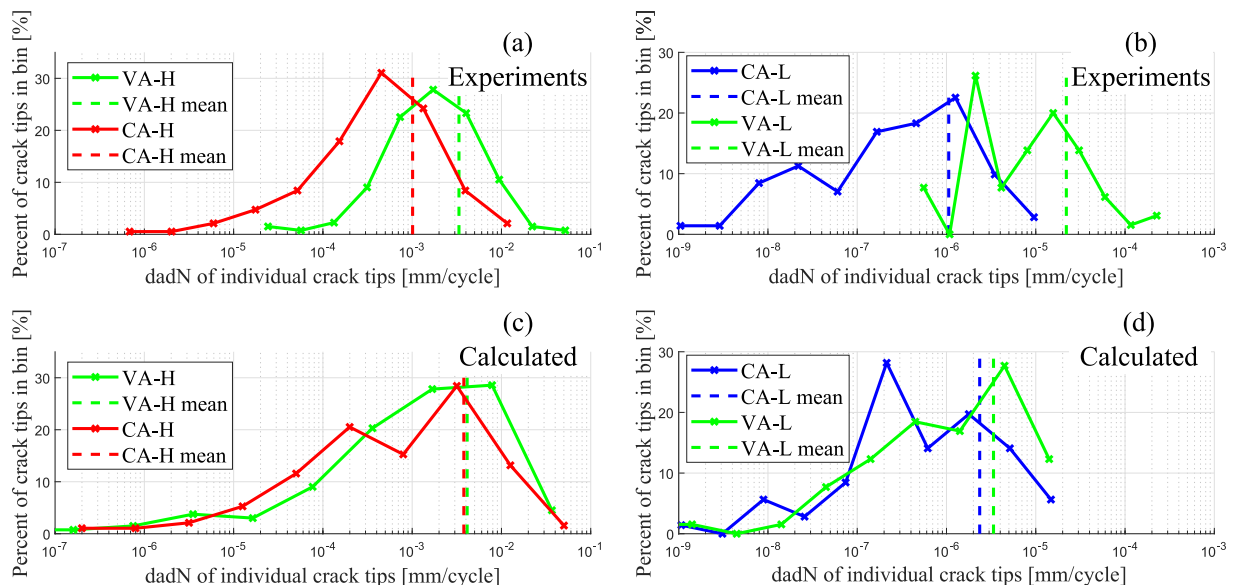 (a)
Experiments
Percent of crack tips in bin [%]
30
20
10
0
VA-H
VA-H mean
CA-H
CA-H mean
10⁻⁷
10⁻⁶
10⁻⁵
10⁻⁴
10⁻³
10⁻²
10⁻¹
dadN of individual crack tips [mm/cycle]
(b)
Experiments
Percent of crack tips in bin [%]
30
20
10
0
CA-L
CA-L mean
VA-L
VA-L mean
10⁻⁹
10⁻⁸
10⁻⁷
10⁻⁶
10⁻⁵
10⁻⁴
10⁻³
dadN of individual crack tips [mm/cycle]
(c)
Calculated
Percent of crack tips in bin [%]
30
20
10
0
VA-H
VA-H mean
CA-H
CA-H mean
10⁻⁷
10⁻⁶
10⁻⁵
10⁻⁴
10⁻³
10⁻²
10⁻¹
dadN of individual crack tips [mm/cycle]
(d)
Calculated
Percent of crack tips in bin [%]
30
20
10
0
CA-L
CA-L mean
VA-L
VA-L mean
10⁻⁹
10⁻⁸
10⁻⁷
10⁻⁶
10⁻⁵
10⁻⁴
10⁻³
dadN of individual crack tips [mm/cycle]